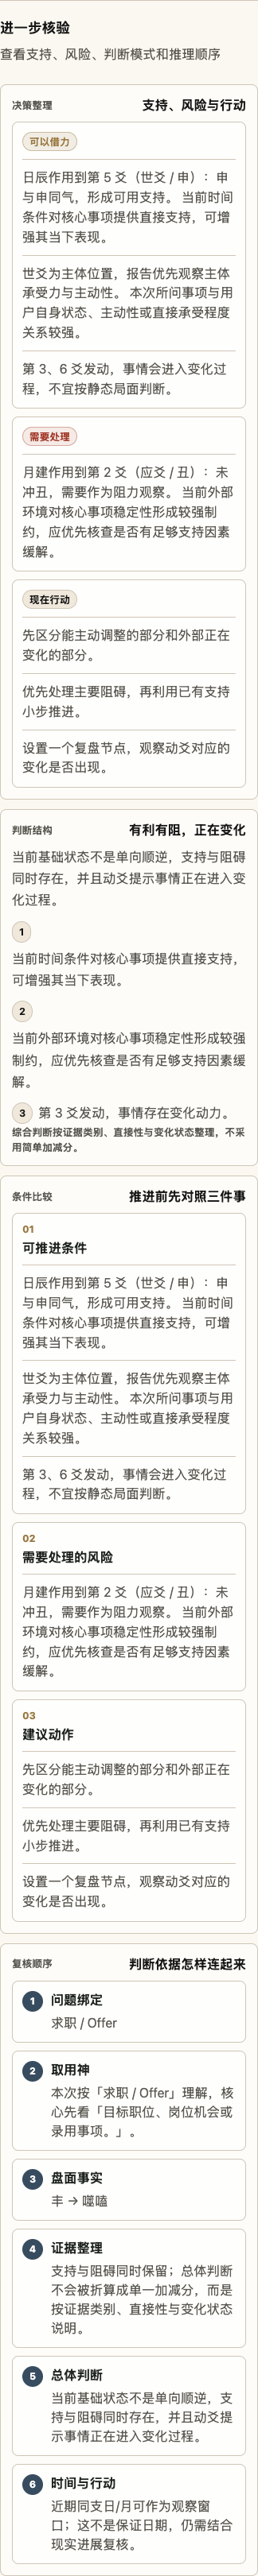 进一步核验
查看支持、风险、判断模式和推理顺序
决策整理
支持、风险与行动
可以借力
日辰作用到第 5 爻（世爻 / 申）：申
与申同气，形成可用支持。 当前时间
条件对核心事项提供直接支持，可增
强其当下表现。
世爻为主体位置，报告优先观察主体
承受力与主动性。 本次所问事项与用
户自身状态、主动性或直接承受程度
关系较强。
第 3、6 爻发动，事情会进入变化过
程，不宜按静态局面判断。
需要处理
月建作用到第 2 爻（应爻 / 丑）：未
冲丑，需要作为阻力观察。 当前外部
环境对核心事项稳定性形成较强制
约，应优先核查是否有足够支持因素
缓解。
现在行动
先区分能主动调整的部分和外部正在
变化的部分。
优先处理主要阻碍，再利用已有支持
小步推进。
设置一个复盘节点，观察动爻对应的
变化是否出现。
判断结构
有利有阻，正在变化
当前基础状态不是单向顺逆，支持与阻碍
同时存在，并且动爻提示事情正在进入变
化过程。
1
当前时间条件对核心事项提供直接支持，
可增强其当下表现。
2
当前外部环境对核心事项稳定性形成较强
制约，应优先核查是否有足够支持因素缓
解。
3 第 3 爻发动，事情存在变化动力。
综合判断按证据类别、直接性与变化状态整理，不采
用简单加减分。
条件比较
推进前先对照三件事
01
可推进条件
日辰作用到第 5 爻（世爻 / 申）：申
与申同气，形成可用支持。 当前时间
条件对核心事项提供直接支持，可增
强其当下表现。
世爻为主体位置，报告优先观察主体
承受力与主动性。 本次所问事项与用
户自身状态、主动性或直接承受程度
关系较强。
第 3、6 爻发动，事情会进入变化过
程，不宜按静态局面判断。
02
需要处理的风险
月建作用到第 2 爻（应爻 / 丑）：未
冲丑，需要作为阻力观察。 当前外部
环境对核心事项稳定性形成较强制
约，应优先核查是否有足够支持因素
缓解。
03
建议动作
先区分能主动调整的部分和外部正在
变化的部分。
优先处理主要阻碍，再利用已有支持
小步推进。
设置一个复盘节点，观察动爻对应的
变化是否出现。
复核顺序
判断依据怎样连起来
1 问题绑定
求职 / Offer
2 取用神
本次按「求职 / Offer」理解，核
心先看「目标职位、岗位机会或
录用事项。」。
3 盘面事实
丰 → 噬嗑
4 证据整理
支持与阻碍同时保留；总体判断
不会被折算成单一加减分，而是
按证据类别、直接性与变化状态
说明。
5 总体判断
当前基础状态不是单向顺逆，支
持与阻碍同时存在，并且动爻提
示事情正在进入变化过程。
6 时间与行动
近期同支日/月可作为观察窗
口；这不是保证日期，仍需结合
现实进展复核。